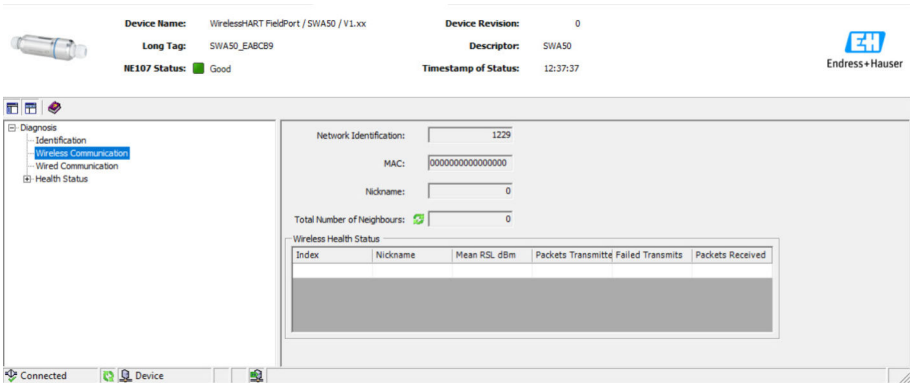 Device Name: WirelessHART FieldPort / SWA50 / V1.xx Device Revision: 0
Long Tag: SWA50_EABCB9 Descriptor: SWA50
NE107 Status: Good Timestamp of Status: 12:37:37
EH
Endress+Hauser
Diagnosis
Identification
Wireless Communication
Wired Communication
Health Status
Network Identification: 1229
MAC: 0000000000000000
Nickname: 0
Total Number of Neighbours: 0
Wireless Health Status
Index Nickname Mean RSL dBm Packets Transmitte Failed Transmits Packets Received
Connected Device